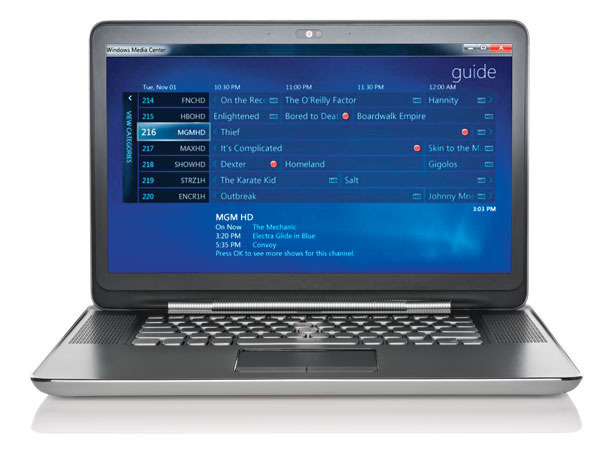 Windows Media Center
guide
Tue, Nov 01 10:30 PM 11:00 PM 11:30 PM 12:00 AM
VIEW CATEGORIES
214 FNCHD On the Rec The O'Reilly Factor Hannity
215 HBOHD Enlightened Bored to Deat Boardwalk Empire
216 MGMHD Thief
217 MAXHD It's Complicated Skin to the M
218 SHOWHD Dexter Homeland Gigolos
219 STRZ1H The Karate Kid Salt
220 ENCR1H Outbreak Johnny Mne
3:03 PM
MGM HD
On Now The Mechanic
3:20 PM Electra Glide in Blue
5:35 PM Convoy
Press OK to see more shows for this channel.